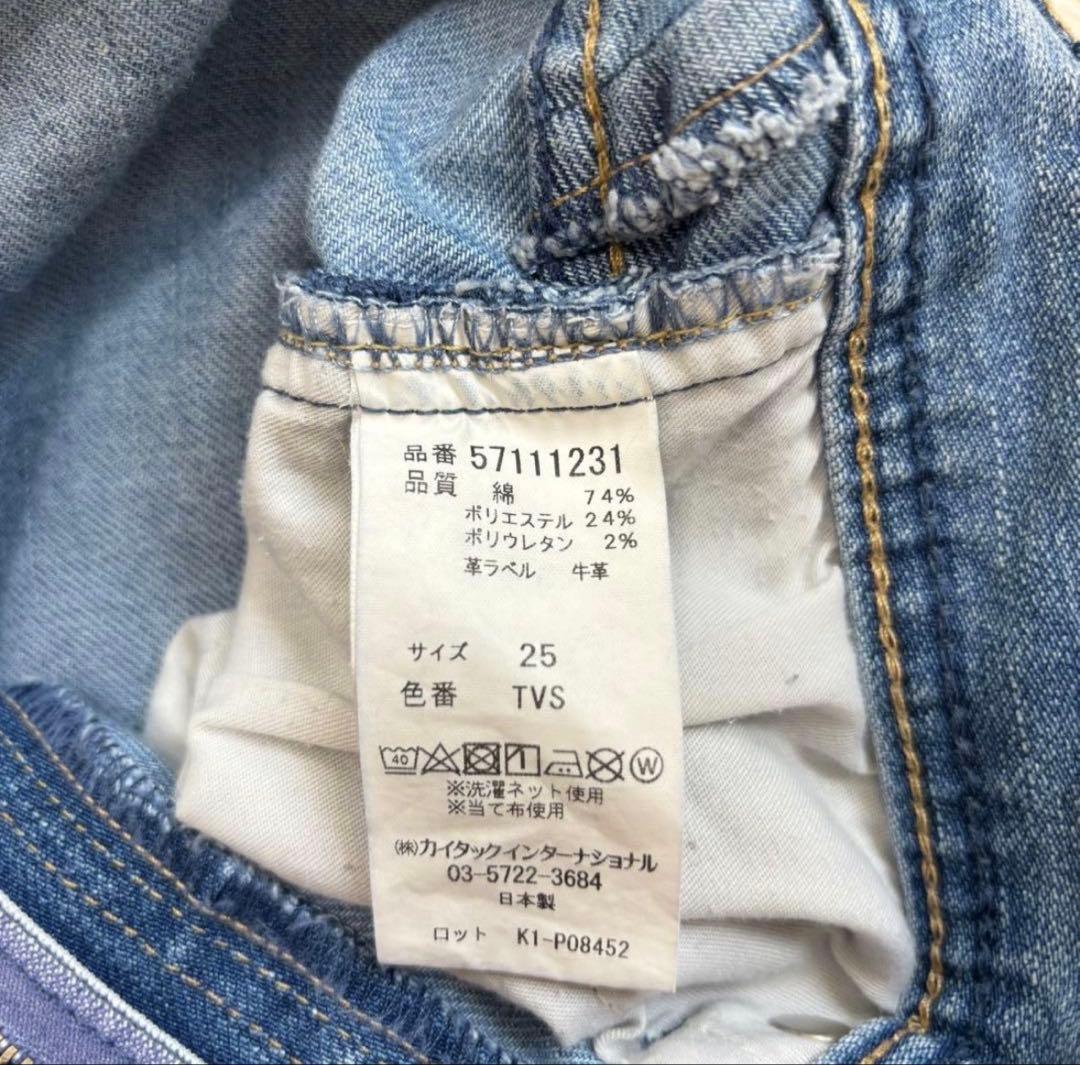 品番 57111231
品質 綿 74%
ポリエステル 24%
ポリウレタン 2%
革ラベル 牛革
サイズ 25
色番 TVS
40 W
※洗濯ネット使用
※当て布使用
(株)カイタックインターナショナル
03-5722-3684
日本製
ロット K1-P08452